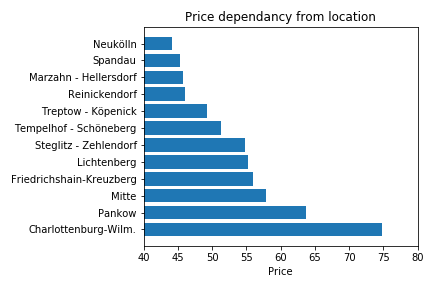 Price dependancy from location
Neukölln
Spandau
Marzahn - Hellersdorf
Reinickendorf
Treptow - Köpenick
Tempelhof - Schöneberg
Steglitz - Zehlendorf
Lichtenberg
Friedrichshain-Kreuzberg
Mitte
Pankow
Charlottenburg-Wilm.
40 45 50 55 60 65 70 75 80
Price